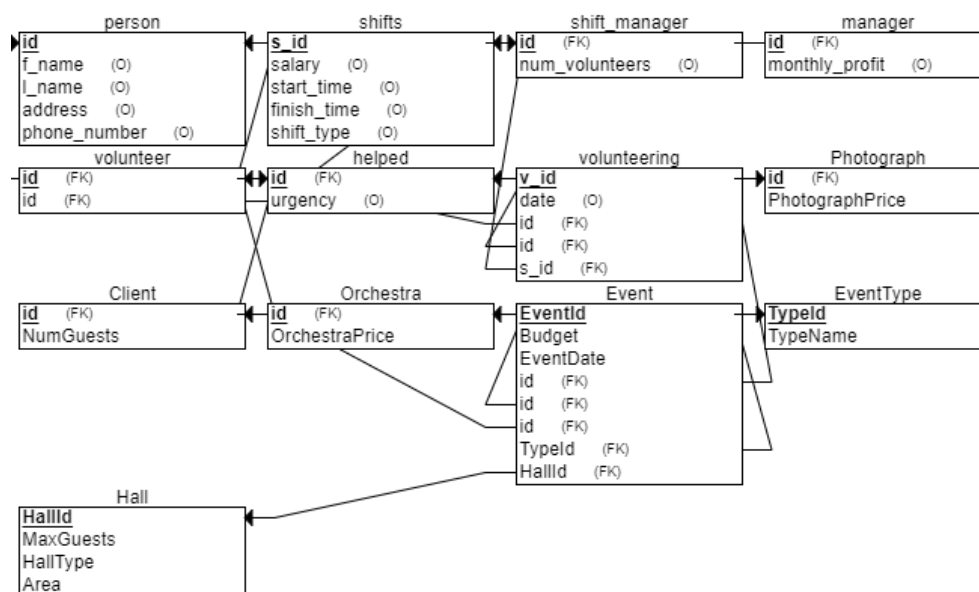 person
id
f_name (O)
l_name (O)
address (O)
phone_number (O)
shifts
s_id
salary (O)
start_time (O)
finish_time (O)
shift_type (O)
shift_manager
id (FK)
num_volunteers (O)
manager
id (FK)
monthly_profit (O)
volunteer
id (FK)
id (FK)
helped
id (FK)
urgency (O)
volunteering
v_id
date (O)
id (FK)
id (FK)
s_id (FK)
Photograph
id (FK)
PhotographPrice
Client
id (FK)
NumGuests
Orchestra
id (FK)
OrchestraPrice
Event
EventId
Budget
EventDate
id (FK)
id (FK)
id (FK)
TypeId (FK)
HallId (FK)
EventType
TypeId
TypeName
Hall
HallId
MaxGuests
HallType
Area